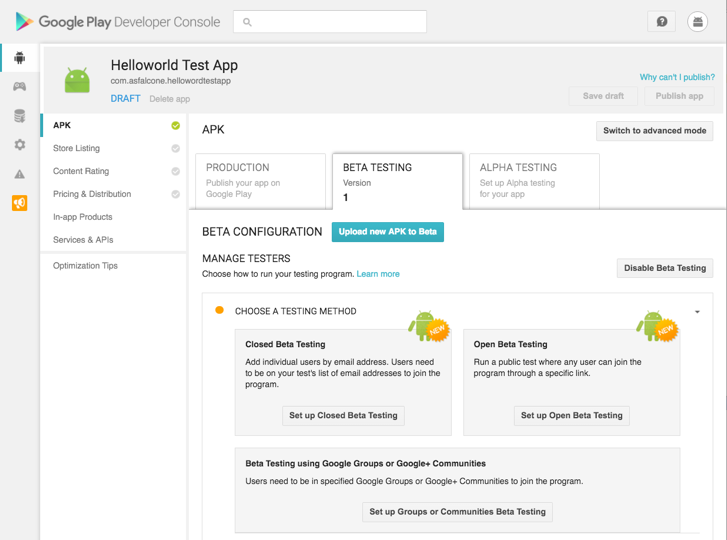 Google Play Developer Console
Helloworld Test App
com.asfalcone.hellowordtestapp
DRAFT Delete app
Why can't I publish?
Save draft Publish app
APK
Store Listing
Content Rating
Pricing & Distribution
In-app Products
Services & APIs
Optimization Tips
APK
Switch to advanced mode
PRODUCTION
Publish your app on
Google Play
BETA TESTING
Version
1
ALPHA TESTING
Set up Alpha testing
for your app
BETA CONFIGURATION Upload new APK to Beta
MANAGE TESTERS
Choose how to run your testing program. Learn more
Disable Beta Testing
CHOOSE A TESTING METHOD
NEW
Closed Beta Testing
Add individual users by email address. Users need
to be on your test's list of email addresses to join the
program.
Set up Closed Beta Testing
NEW
Open Beta Testing
Run a public test where any user can join the
program through a specific link.
Set up Open Beta Testing
Beta Testing using Google Groups or Google+ Communities
Users need to be in specified Google Groups or Google+ Communities to join the program.
Set up Groups or Communities Beta Testing